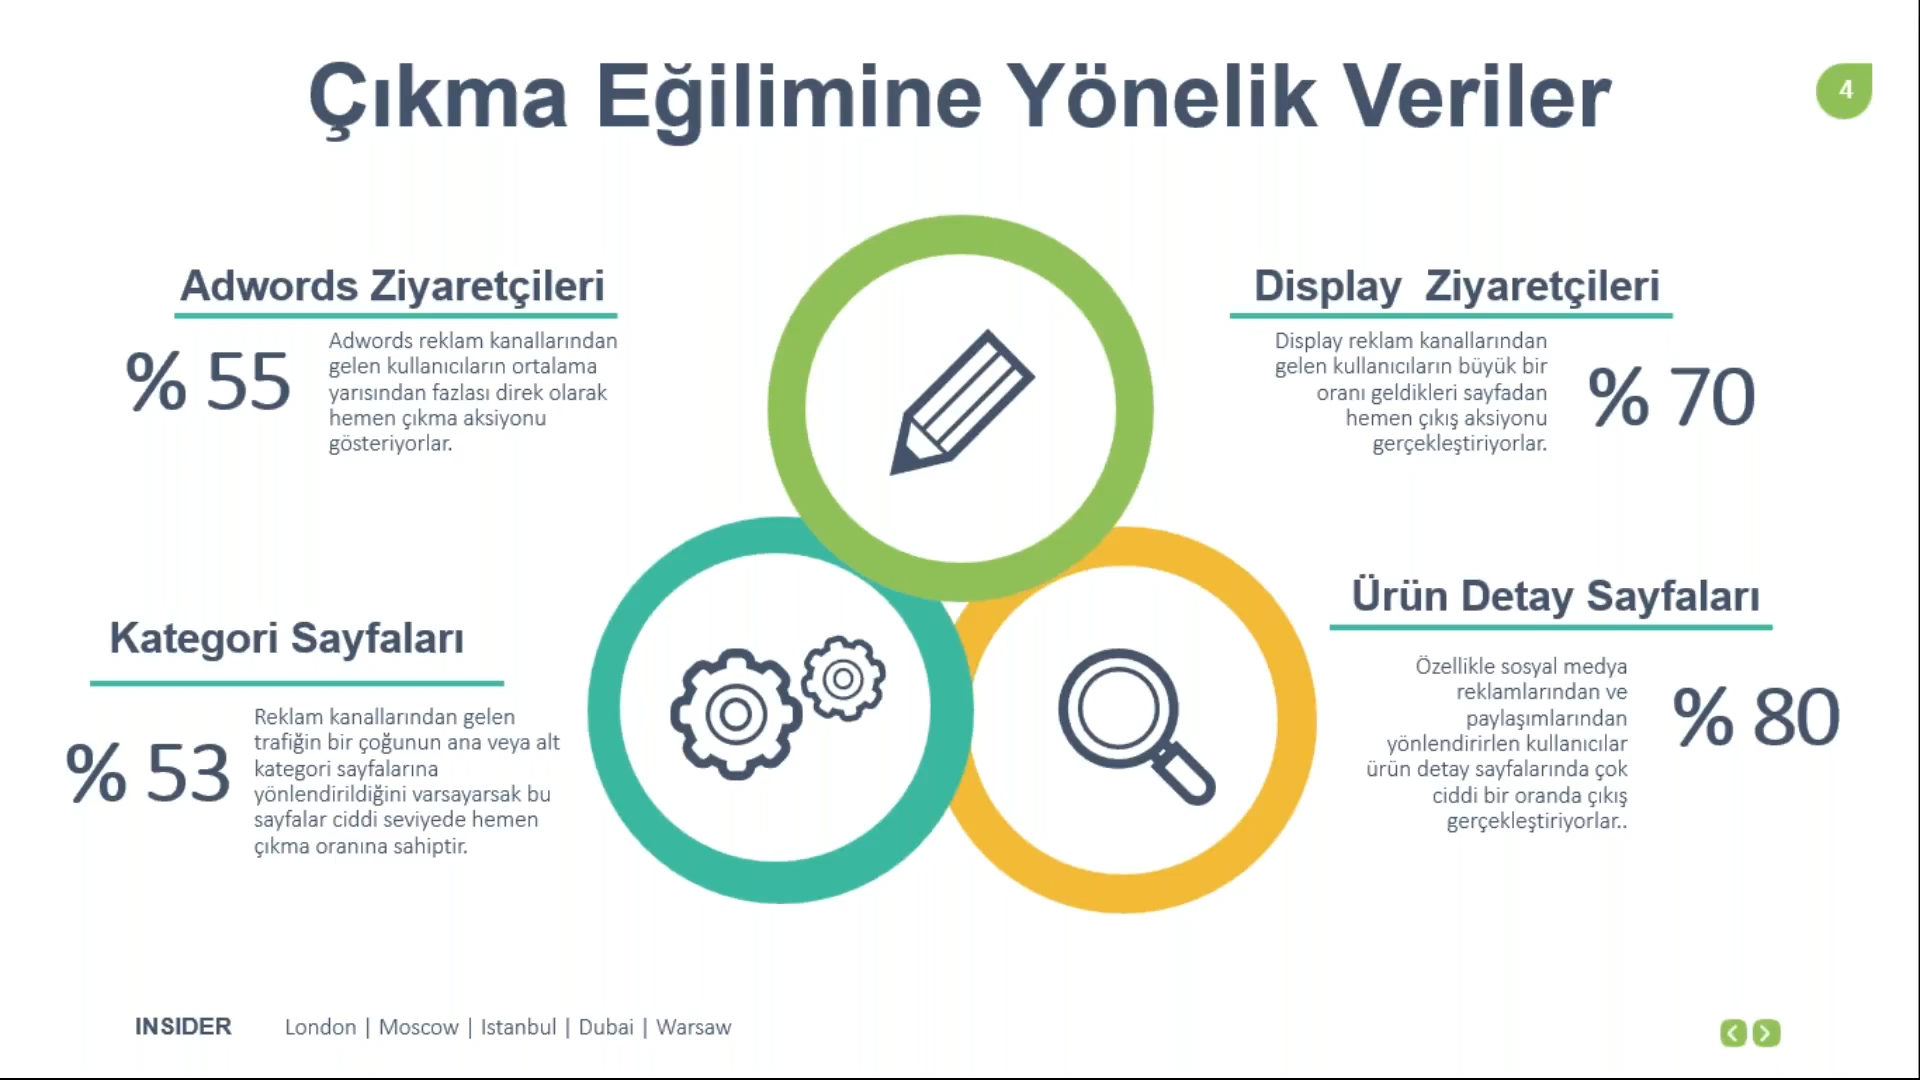 Çıkma Eğilimine Yönelik Veriler
4
Adwords Ziyaretçileri
% 55
Adwords reklam kanallarından
gelen kullanıcıların ortalama
yarısından fazlası direk olarak
hemen çıkma aksiyonu
gösteriyorlar.
Display  Ziyaretçileri
Display reklam kanallarından
gelen kullanıcıların büyük bir
oranı geldikleri sayfadan
hemen çıkış aksiyonu
gerçekleştiriyorlar.
% 70
Kategori Sayfaları
% 53
Reklam kanallarından gelen
trafiğin bir çoğunun ana veya alt
kategori sayfalarına
yönlendirildiğini varsayarsak bu
sayfalar ciddi seviyede hemen
çıkma oranına sahiptir.
Ürün Detay Sayfaları
Özellikle sosyal medya
reklamlarından ve
paylaşımlarından
yönlendirirlen kullanıcılar
ürün detay sayfalarında çok
ciddi bir oranda çıkış
gerçekleştiriyorlar..
% 80
INSIDER
London | Moscow | Istanbul | Dubai | Warsaw